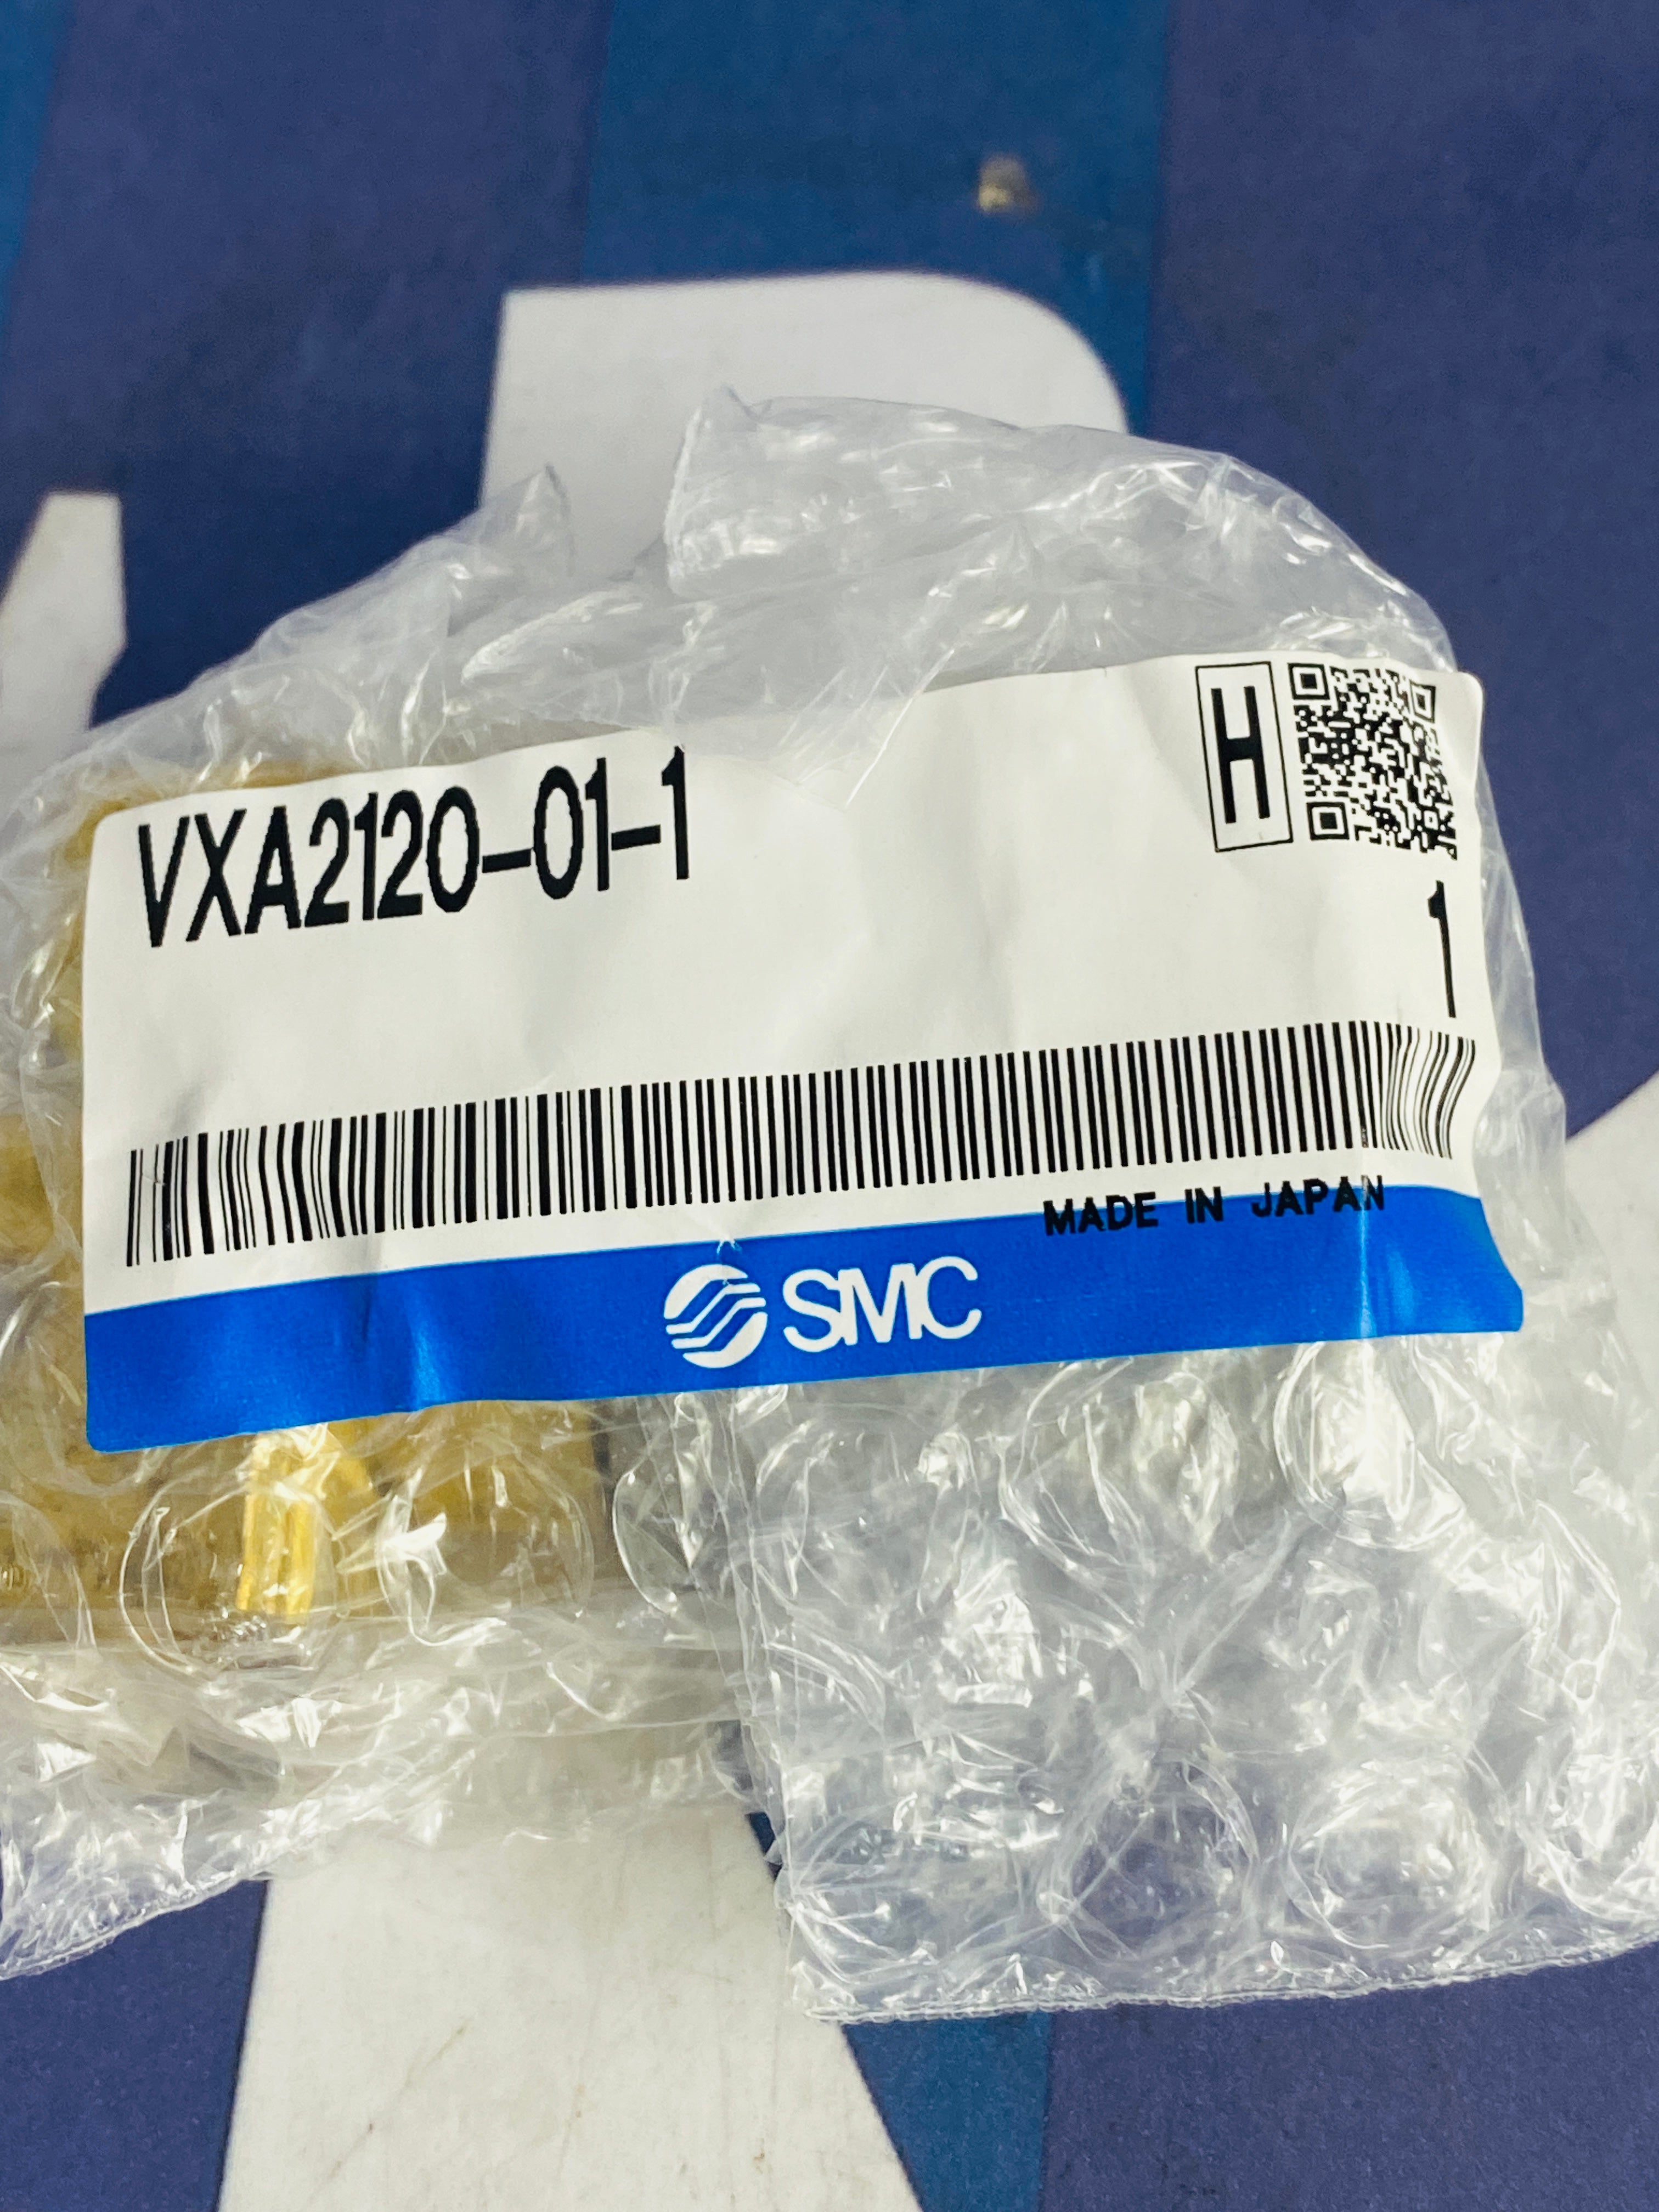 VXA2120-01-1
H
1
MADE IN JAPAN
SMC